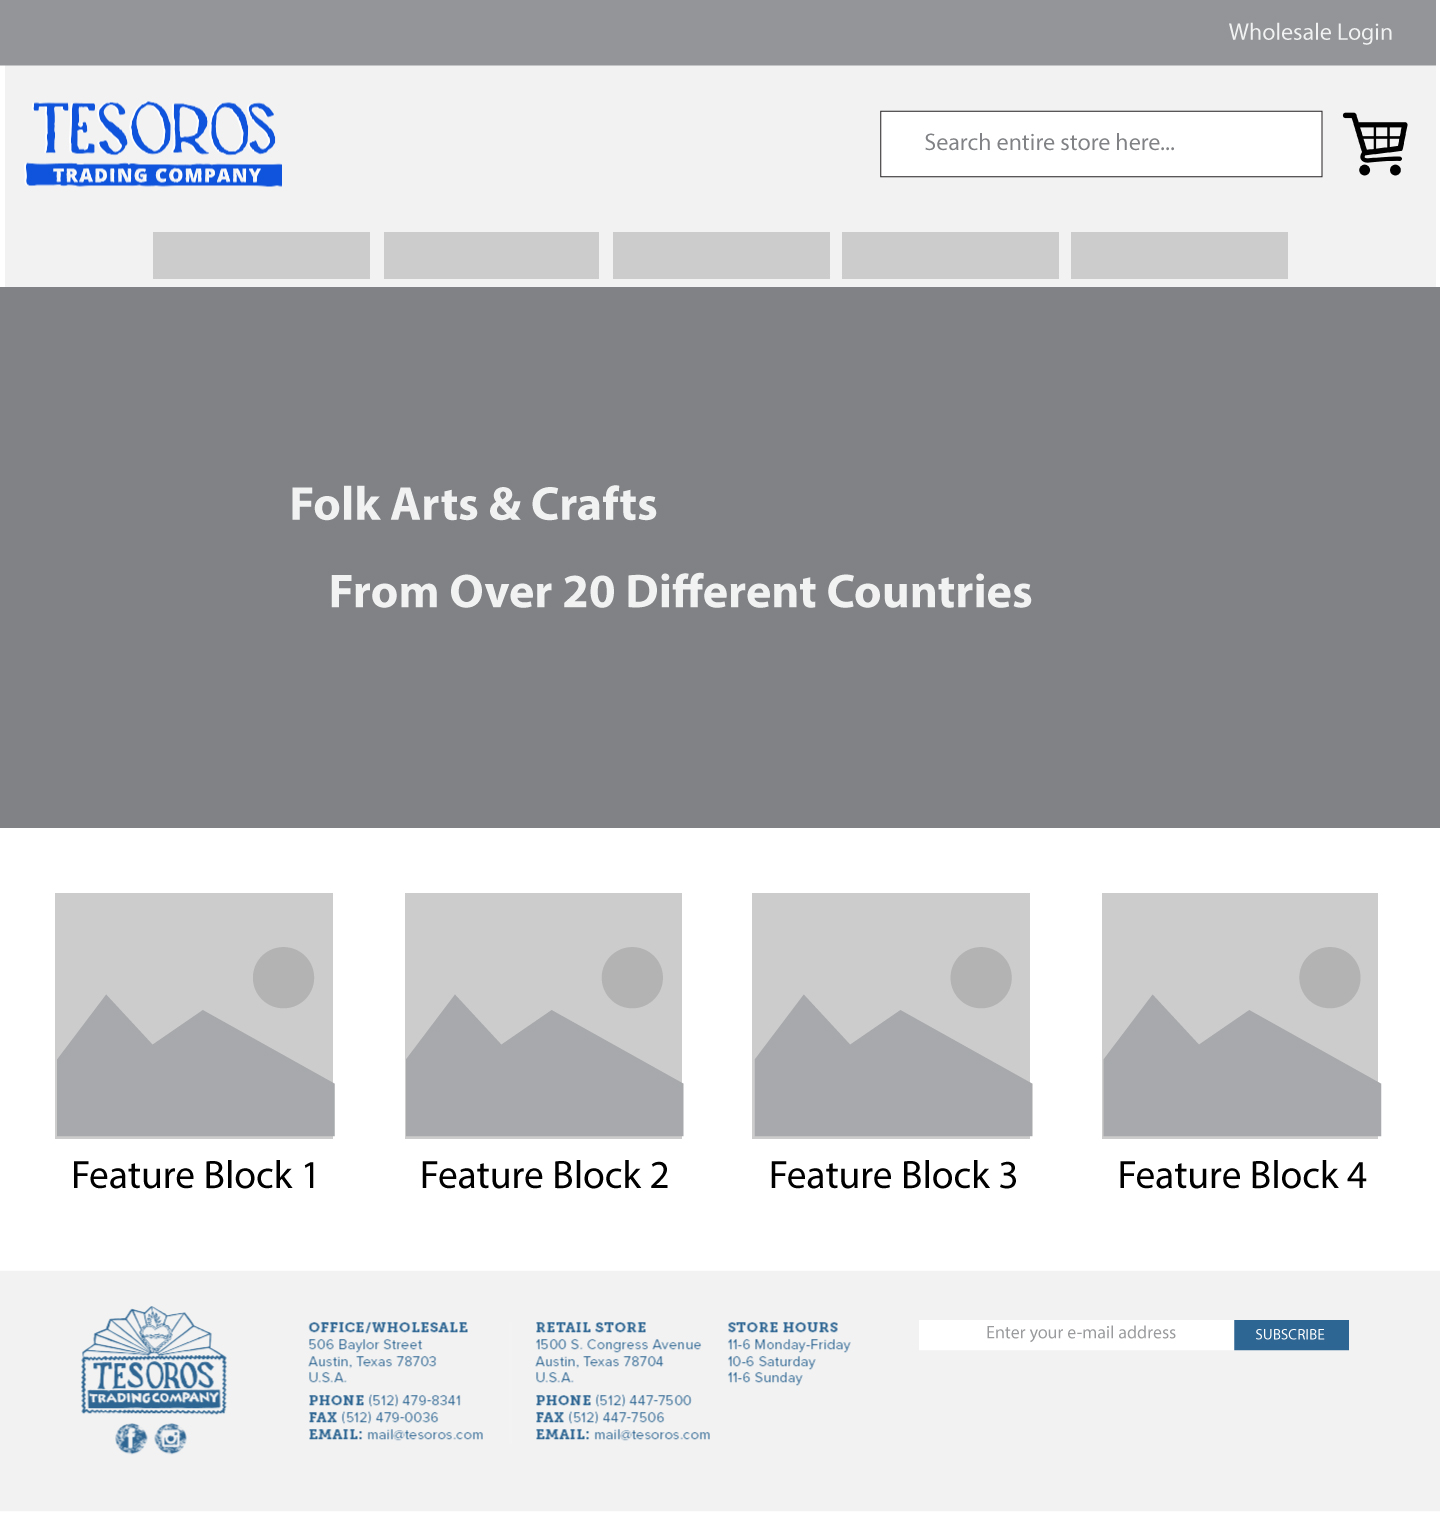 Wholesale Login
TESOROS
TRADING COMPANY
Search entire store here...
Folk Arts & Crafts
From Over 20 Different Countries
Feature Block 1
Feature Block 2
Feature Block 3
Feature Block 4
TESOROS
TRADING COMPANY
OFFICE/WHOLESALE
506 Baylor Street
Austin, Texas 78703
U.S.A.
PHONE (512) 479-8341
FAX (512) 479-0036
EMAIL: mail@tesoros.com
RETAIL STORE
1500 S. Congress Avenue
Austin, Texas 78704
U.S.A.
PHONE (512) 447-7500
FAX (512) 447-7506
EMAIL: mail@tesoros.com
STORE HOURS
11-6 Monday-Friday
10-6 Saturday
11-6 Sunday
Enter your e-mail address
SUBSCRIBE